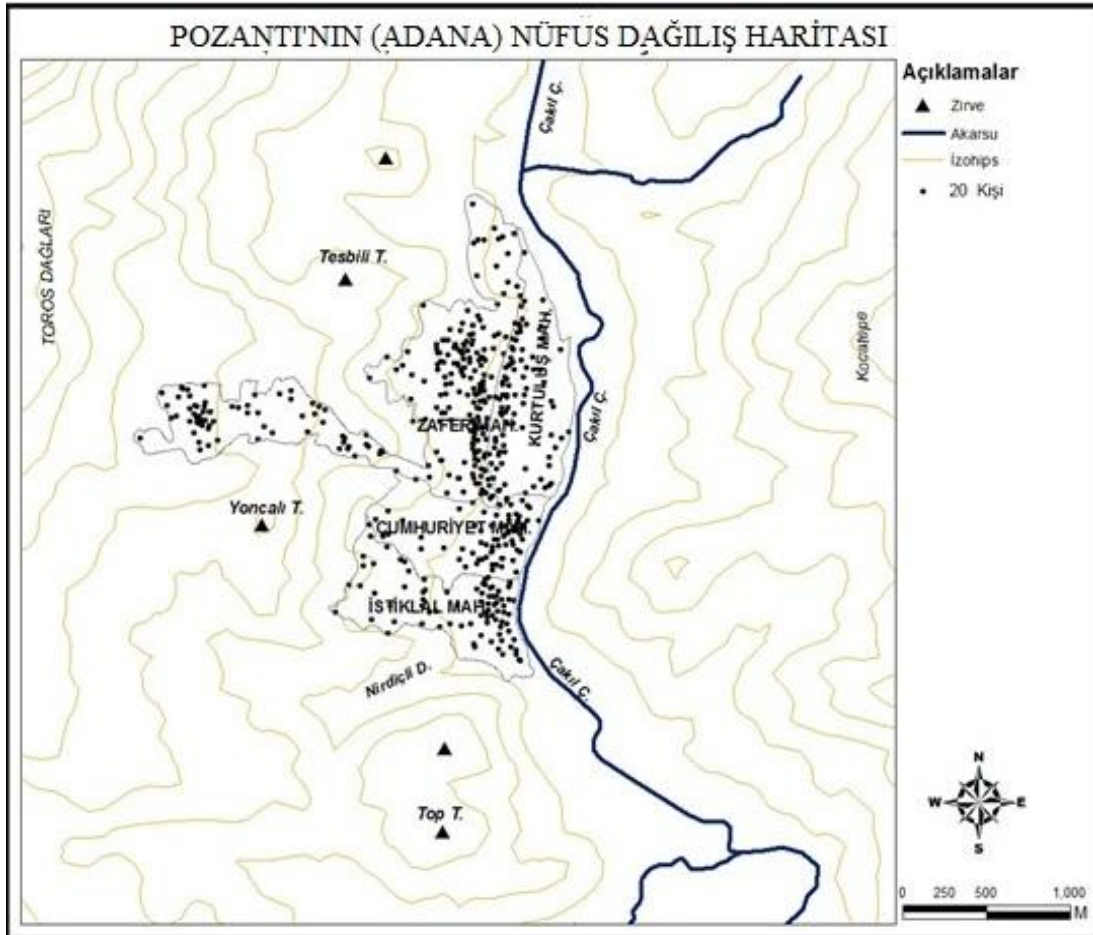 POZANTI'NIN (ADANA) NÜFUS DAĞILIŞ HARİTASI
Açıklamalar
Zirve
Akarsu
İzohips
20 Kişi
Çakıl Ç.
TOROS DAĞLARI
Tesbili T.
Kocatepe
KURTULUŞ MAH.
ZAFER MAH.
Çakıl Ç.
Yoncalı T.
CUMHURİYET MAH.
İSTİKLAL MAH.
Nirdiçli D.
Çakıl Ç.
Top T.
N
W E
S
0 250 500 1,000
M